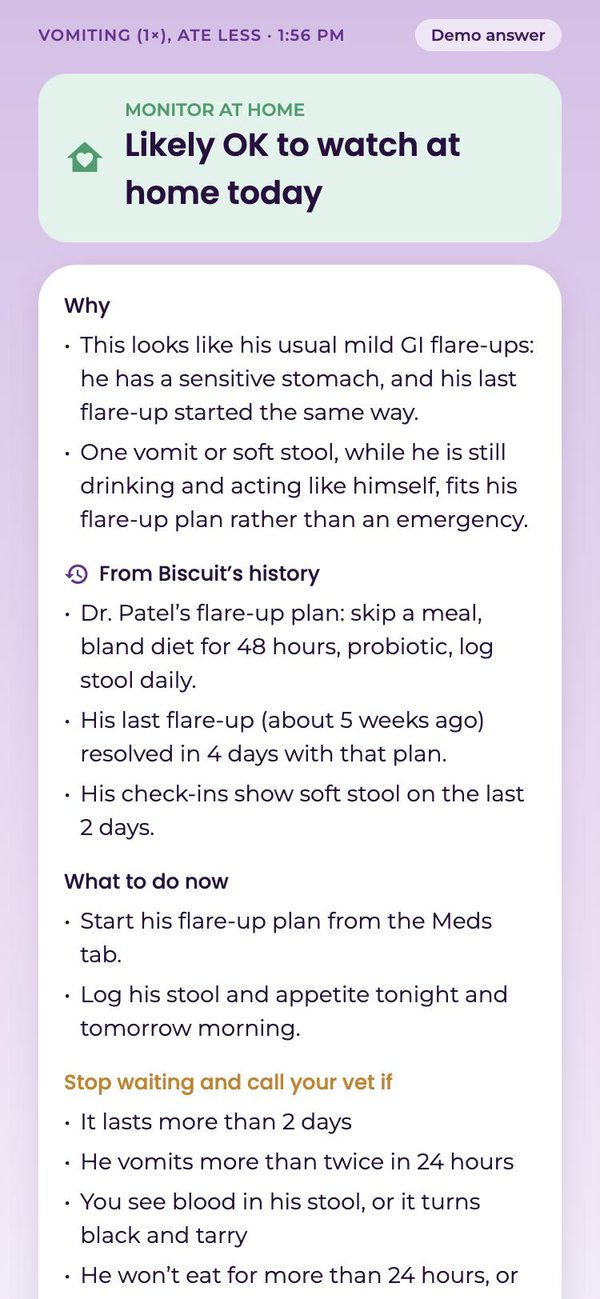 VOMITING (1×), ATE LESS · 1:56 PM
Demo answer
MONITOR AT HOME
Likely OK to watch at
home today
Why
• This looks like his usual mild GI flare-ups:
he has a sensitive stomach, and his last
flare-up started the same way.
• One vomit or soft stool, while he is still
drinking and acting like himself, fits his
flare-up plan rather than an emergency.
From Biscuit’s history
• Dr. Patel’s flare-up plan: skip a meal,
bland diet for 48 hours, probiotic, log
stool daily.
• His last flare-up (about 5 weeks ago)
resolved in 4 days with that plan.
• His check-ins show soft stool on the last
2 days.
What to do now
• Start his flare-up plan from the Meds
tab.
• Log his stool and appetite tonight and
tomorrow morning.
Stop waiting and call your vet if
• It lasts more than 2 days
• He vomits more than twice in 24 hours
• You see blood in his stool, or it turns
black and tarry
• He won’t eat for more than 24 hours, or